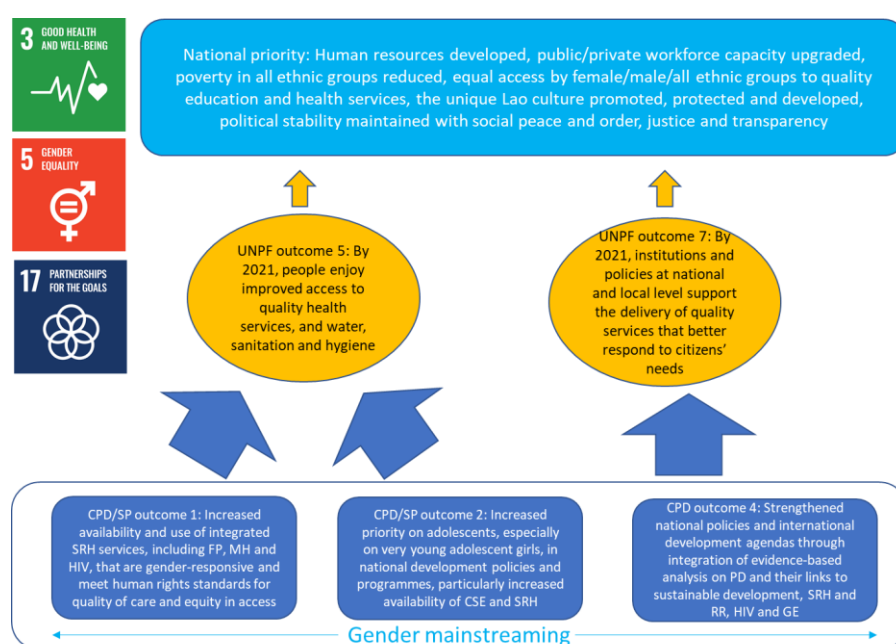 3 GOOD HEALTH
AND WELL-BEING
National priority: Human resources developed, public/private workforce capacity upgraded,
poverty in all ethnic groups reduced, equal access by female/male/all ethnic groups to quality
education and health services, the unique Lao culture promoted, protected and developed,
political stability maintained with social peace and order, justice and transparency
5 GENDER
EQUALITY
17 PARTNERSHIPS
FOR THE GOALS
UNPF outcome 5: By
2021, people enjoy
improved access to
quality health
services, and water,
sanitation and hygiene
UNPF outcome 7: By
2021, institutions and
policies at national
and local level support
the delivery of quality
services that better
respond to citizens’
needs
CPD/SP outcome 1: Increased
availability and use of integrated
SRH services, including FP, MH and
HIV, that are gender-responsive and
meet human rights standards for
quality of care and equity in access
CPD/SP outcome 2: Increased
priority on adolescents, especially
on very young adolescent girls, in
national development policies and
programmes, particularly increased
availability of CSE and SRH
CPD outcome 4: Strengthened
national policies and international
development agendas through
integration of evidence-based
analysis on PD and their links to
sustainable development, SRH and
RR, HIV and GE
Gender mainstreaming